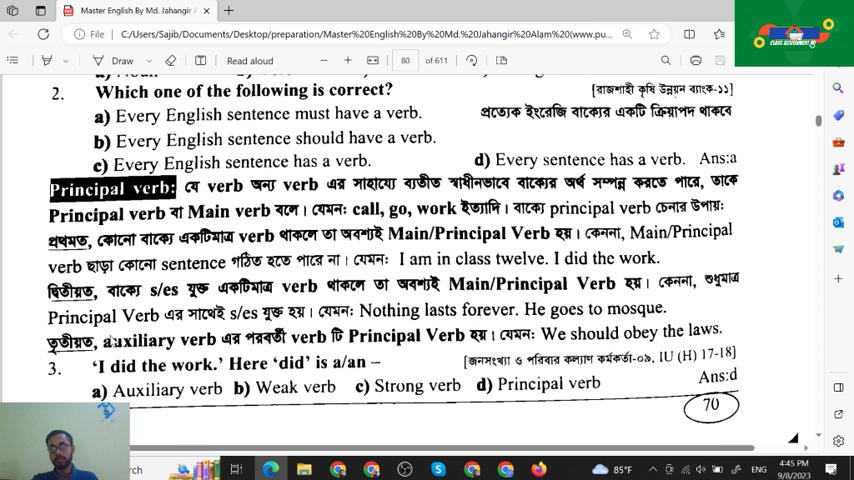 Master English By Md. Jahangir A
File
C:/Users/Sajib/Documents/Desktop/preparation/Master%20English%20By%20Md.%20Jahangir%20Alam%20(www.pu...
CLASS ASSIGNMENT BD
Draw
Read aloud
80 of 611
2. Which one of the following is correct? [রাজশাহী কৃষি উন্নয়ন ব্যাংক-১১]
a) Every English sentence must have a verb. প্রত্যেক ইংরেজি বাক্যের একটি ক্রিয়াপদ থাকবে
b) Every English sentence should have a verb.
c) Every English sentence has a verb. d) Every sentence has a verb. Ans:a
Principal verb: যে verb অন্য verb এর সাহায্যে ব্যতীত স্বাধীনভাবে বাক্যের অর্থ সম্পন্ন করতে পারে, তাকে
Principal verb বা Main verb বলে। যেমন: call, go, work ইত্যাদি। বাক্যে principal verb চেনার উপায়:
প্রথমত, কোনো বাক্যে একটিমাত্র verb থাকলে তা অবশ্যই Main/Principal Verb হয়। কেননা, Main/Principal
verb ছাড়া কোনো sentence গঠিত হতে পারে না। যেমন: I am in class twelve. I did the work.
দ্বিতীয়ত, বাক্যে s/es যুক্ত একটিমাত্র verb থাকলে তা অবশ্যই Main/Principal Verb হয়। কেননা, শুধুমাত্র
Principal Verb এর সাথেই s/es যুক্ত হয়। যেমন: Nothing lasts forever. He goes to mosque.
তৃতীয়ত, auxiliary verb এর পরবর্তী verb টি Principal Verb হয়। যেমন: We should obey the laws.
3. ‘I did the work.’ Here ‘did’ is a/an – [জনসংখ্যা ও পরিবার কল্যাণ কর্মকর্তা-০৯, IU (H) 17-18]
a) Auxiliary verb b) Weak verb c) Strong verb d) Principal verb Ans:d
70
rch
85°F
ENG
4:45 PM
9/8/2023